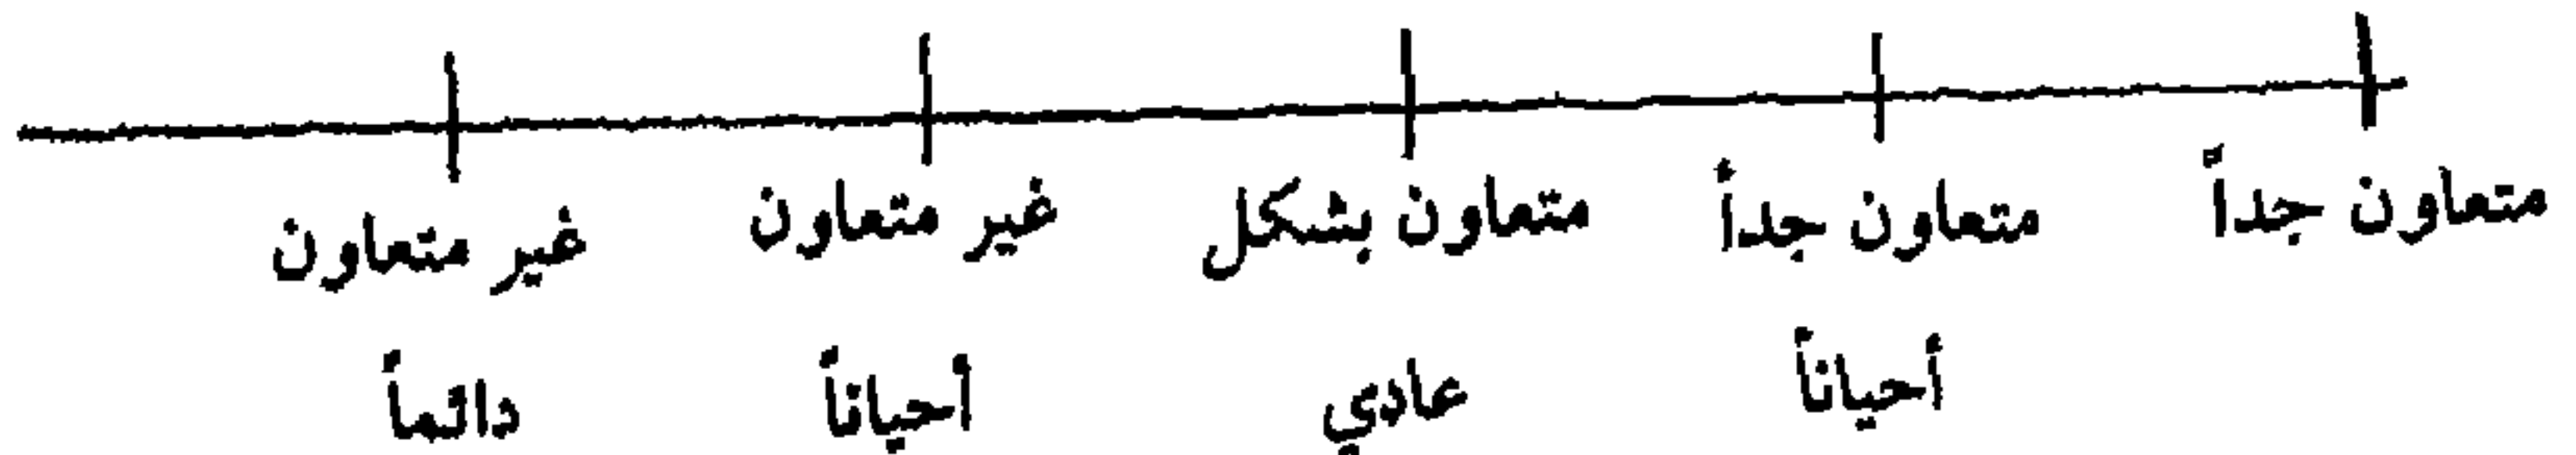 متعاون جداً
متعاون جداً
أحياناً
متعاون بشكل
عادي
غير متعاون
أحياناً
غير متعاون
دائماً